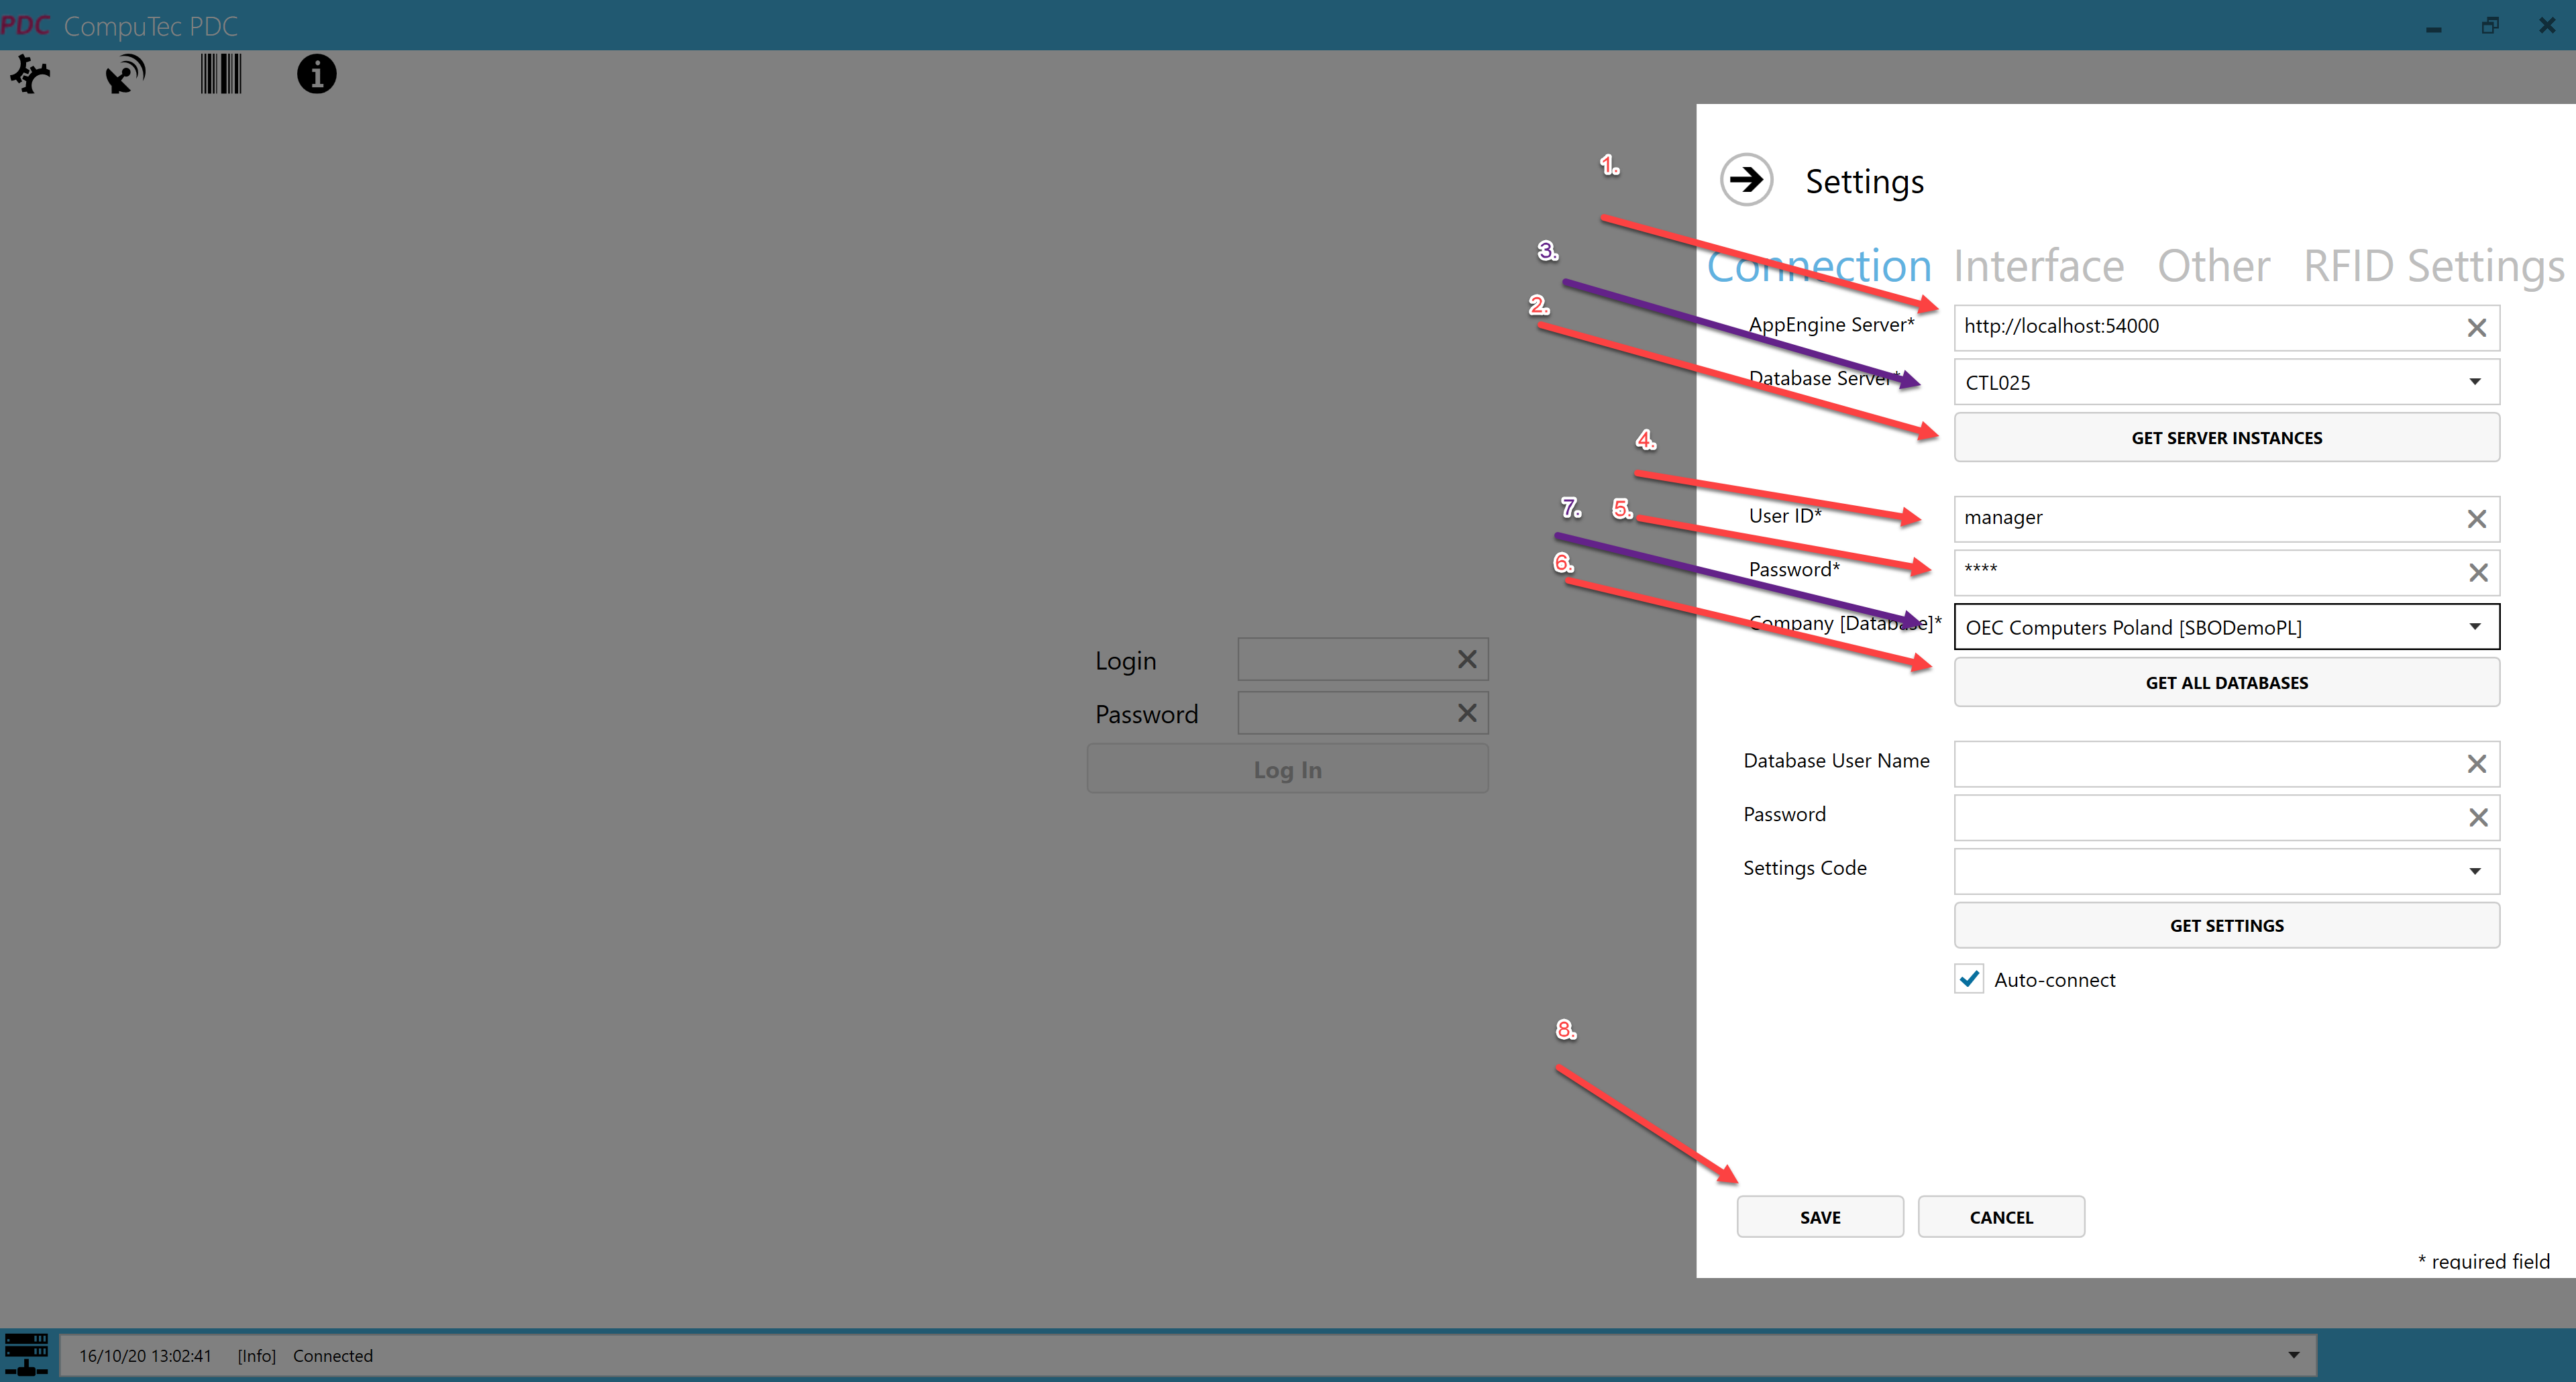 PDC CompuTec PDC
1.
Settings
3.
Connection Interface Other RFID Settings
2.
AppEngine Server* http://localhost:54000
Database Server* CTL025
GET SERVER INSTANCES
4.
7. 5.
User ID* manager
6.
Password* ****
Company [Database]* OEC Computers Poland [SBODemoPL]
Login
GET ALL DATABASES
Password
Database User Name
Log In
Password
Settings Code
GET SETTINGS
Auto-connect
8.
SAVE CANCEL
* required field
16/10/20 13:02:41 [Info] Connected